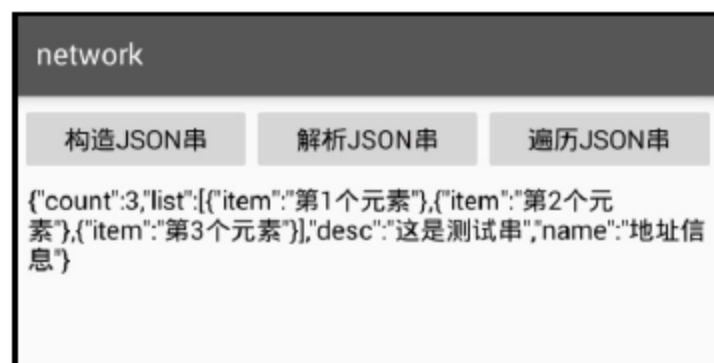 network
构造JSON串
解析JSON串
遍历JSON串
{"count":3,"list":[{"item":"第1个元素"},{"item":"第2个元
素"},{"item":"第3个元素"}],"desc":"这是测试串","name":"地址信
息"}